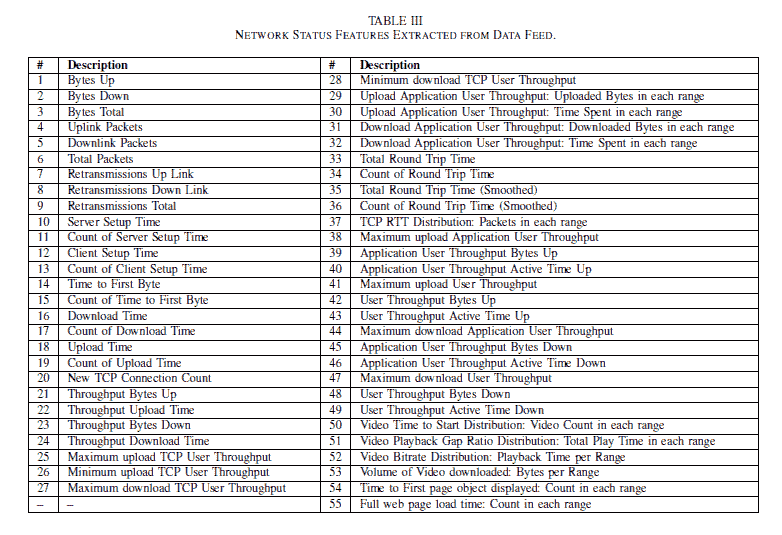 TABLE III
NETWORK STATUS FEATURES EXTRACTED FROM DATA FEED.
# Description # Description
1 Bytes Up 28 Minimum download TCP User Throughput
2 Bytes Down 29 Upload Application User Throughput: Uploaded Bytes in each range
3 Bytes Total 30 Upload Application User Throughput: Time Spent in each range
4 Uplink Packets 31 Download Application User Throughput: Downloaded Bytes in each range
5 Downlink Packets 32 Download Application User Throughput: Time Spent in each range
6 Total Packets 33 Total Round Trip Time
7 Retransmissions Up Link 34 Count of Round Trip Time
8 Retransmissions Down Link 35 Total Round Trip Time (Smoothed)
9 Retransmissions Total 36 Count of Round Trip Time (Smoothed)
10 Server Setup Time 37 TCP RTT Distribution: Packets in each range
11 Count of Server Setup Time 38 Maximum upload Application User Throughput
12 Client Setup Time 39 Application User Throughput Bytes Up
13 Count of Client Setup Time 40 Application User Throughput Active Time Up
14 Time to First Byte 41 Maximum upload User Throughput
15 Count of Time to First Byte 42 User Throughput Bytes Up
16 Download Time 43 User Throughput Active Time Up
17 Count of Download Time 44 Maximum download Application User Throughput
18 Upload Time 45 Application User Throughput Bytes Down
19 Count of Upload Time 46 Application User Throughput Active Time Down
20 New TCP Connection Count 47 Maximum download User Throughput
21 Throughput Bytes Up 48 User Throughput Bytes Down
22 Throughput Upload Time 49 User Throughput Active Time Down
23 Throughput Bytes Down 50 Video Time to Start Distribution: Video Count in each range
24 Throughput Download Time 51 Video Playback Gap Ratio Distribution: Total Play Time in each range
25 Maximum upload TCP User Throughput 52 Video Bitrate Distribution: Playback Time per Range
26 Minimum upload TCP User Throughput 53 Volume of Video downloaded: Bytes per Range
27 Maximum download TCP User Throughput 54 Time to First page object displayed: Count in each range
– – 55 Full web page load time: Count in each range